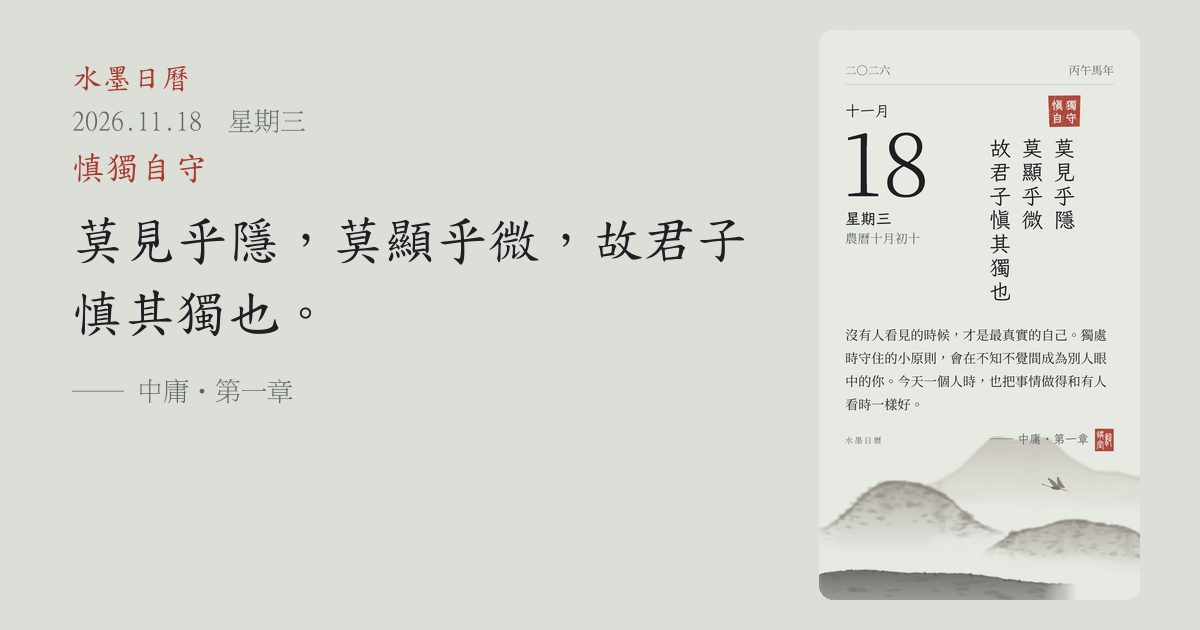 水墨日曆
2026.11.18 星期三
慎獨自守
莫見乎隱，莫顯乎微，故君子
慎其獨也。
—— 中庸・第一章
二〇二六
丙午馬年
十一月
18
星期三
農曆十月初十
慎獨自守
莫見乎隱
莫顯乎微
故君子慎其獨也
沒有人看見的時候，才是最真實的自己。獨處
時守住的小原則，會在不知不覺間成為別人眼
中的你。今天一個人時，也把事情做得和有人
看時一樣好。
水墨日曆
—— 中庸・第一章